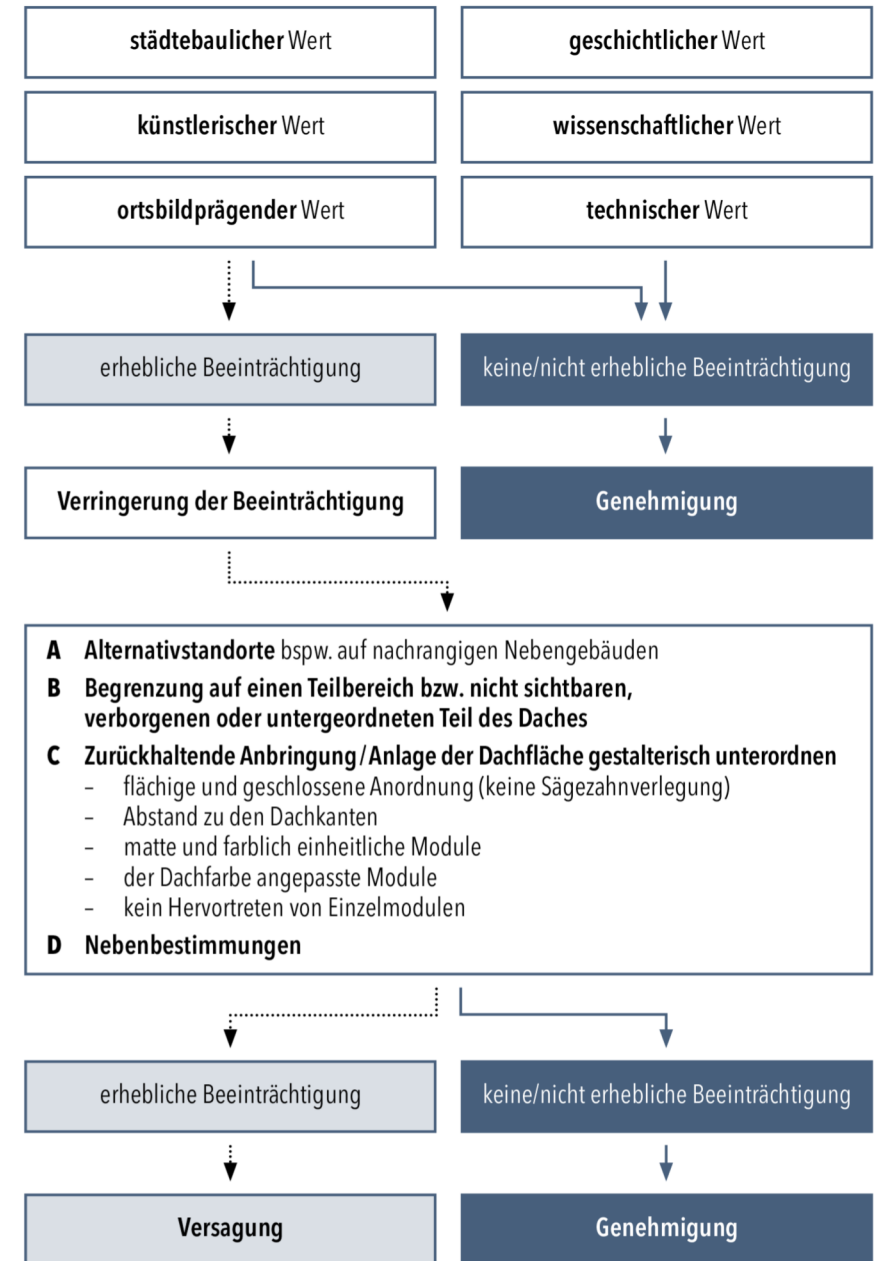 städtebaulicher Wert
geschichtlicher Wert
künstlerischer Wert
wissenschaftlicher Wert
ortsbildprägender Wert
technischer Wert
erhebliche Beeinträchtigung
keine/nicht erhebliche Beeinträchtigung
Verringerung der Beeinträchtigung
Genehmigung
A Alternativstandorte bspw. auf nachrangigen Nebengebäuden
B Begrenzung auf einen Teilbereich bzw. nicht sichtbaren,
verborgenen oder untergeordneten Teil des Daches
C Zurückhaltende Anbringung/Anlage der Dachfläche gestalterisch unterordnen
– flächige und geschlossene Anordnung (keine Sägezahnverlegung)
– Abstand zu den Dachkanten
– matte und farblich einheitliche Module
– der Dachfarbe angepasste Module
– kein Hervortreten von Einzelmodulen
D Nebenbestimmungen
erhebliche Beeinträchtigung
keine/nicht erhebliche Beeinträchtigung
Versagung
Genehmigung